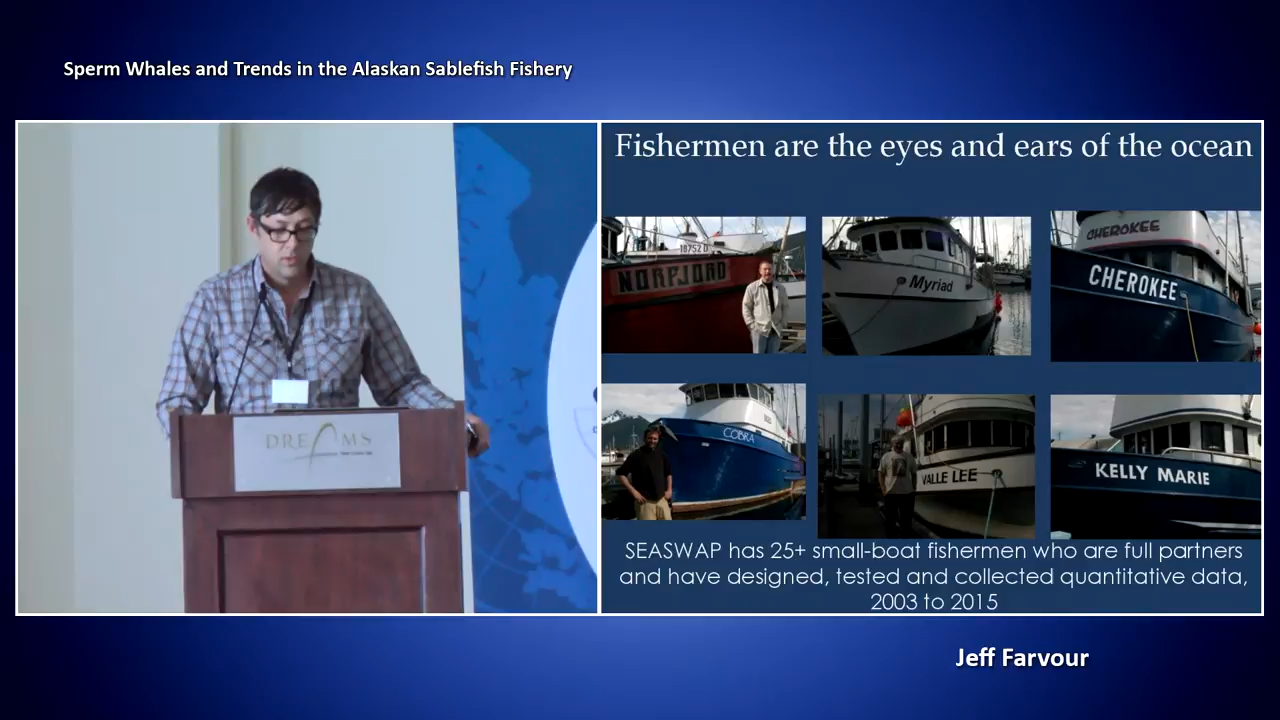 Sperm Whales and Trends in the Alaskan Sablefish Fishery
Fishermen are the eyes and ears of the ocean
NORFJORD
Myriad
CHEROKEE
CHEROKEE
COBRA
VALLE LEE
KELLY MARIE
DREAMS
SEASWAP has 25+ small-boat fishermen who are full partners
and have designed, tested and collected quantitative data,
2003 to 2015
Jeff Farvour